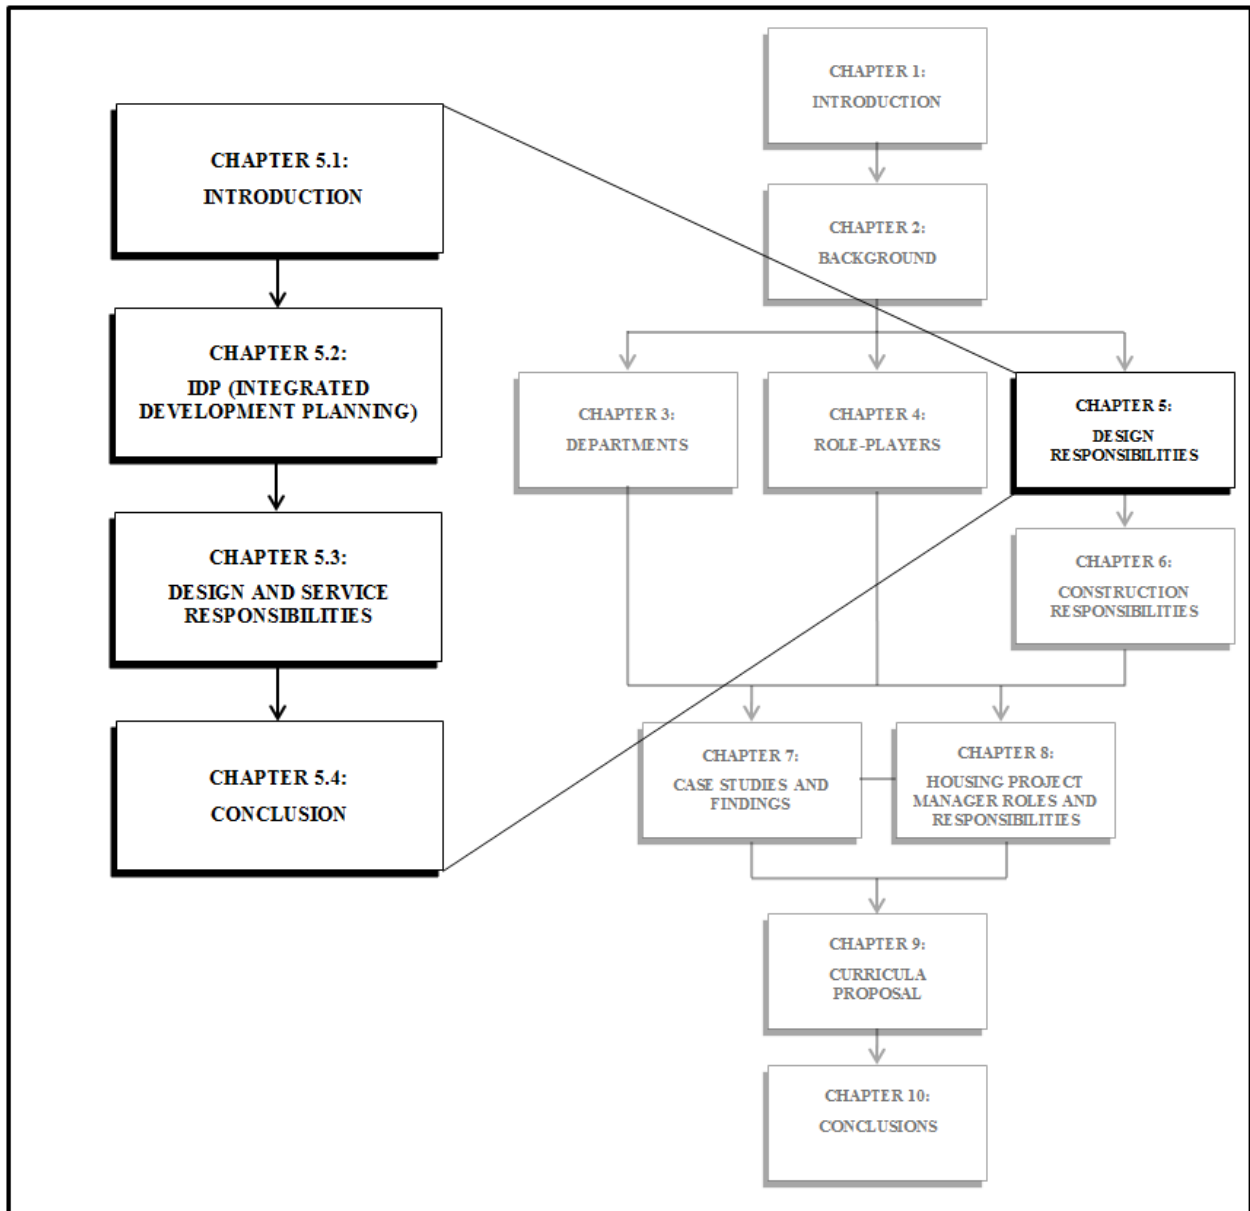 CHAPTER 5.1:
INTRODUCTION
CHAPTER 5.2:
IDP (INTEGRATED
DEVELOPMENT PLANNING)
CHAPTER 5.3:
DESIGN AND SERVICE
RESPONSIBILITIES
CHAPTER 5.4:
CONCLUSION
CHAPTER 1:
INTRODUCTION
CHAPTER 2:
BACKGROUND
CHAPTER 3:
DEPARTMENTS
CHAPTER 4:
ROLE-PLAYERS
CHAPTER 5:
DESIGN
RESPONSIBILITIES
CHAPTER 6:
CONSTRUCTION
RESPONSIBILITIES
CHAPTER 7:
CASE STUDIES AND
FINDINGS
CHAPTER 8:
HOUSING PROJECT
MANAGER ROLES AND
RESPONSIBILITIES
CHAPTER 9:
CURRICULA
PROPOSAL
CHAPTER 10:
CONCLUSIONS